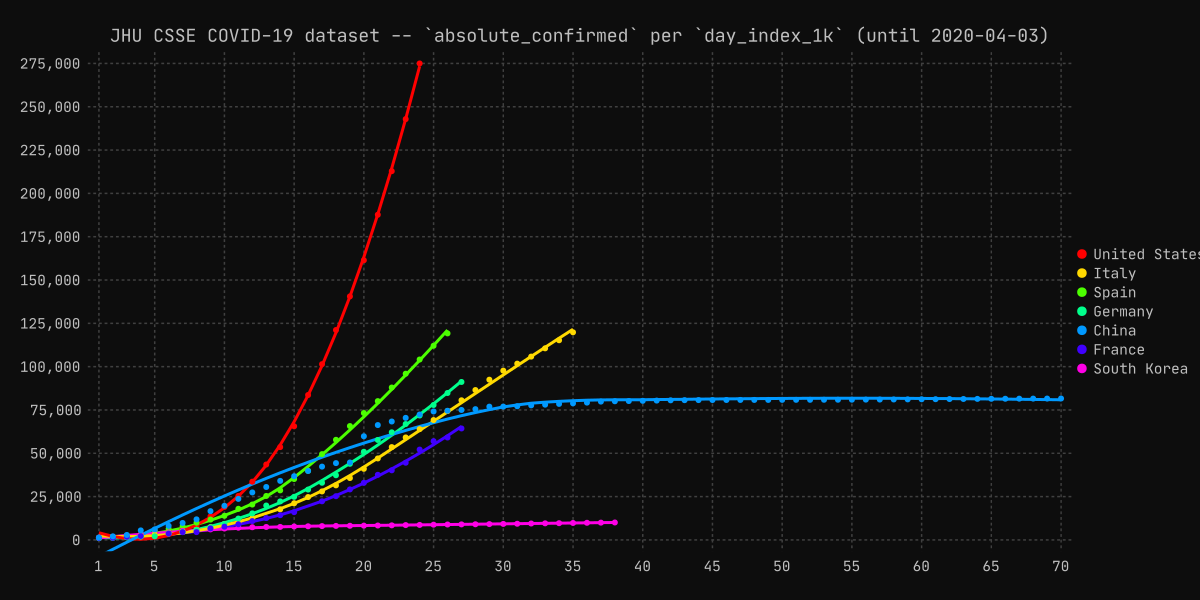 JHU CSSE COVID-19 dataset -- `absolute_confirmed` per `day_index_1k` (until 2020-04-03)
275,000
250,000
225,000
200,000
175,000
150,000
125,000
100,000
75,000
50,000
25,000
0
1 5 10 15 20 25 30 35 40 45 50 55 60 65 70
United States
Italy
Spain
Germany
China
France
South Korea